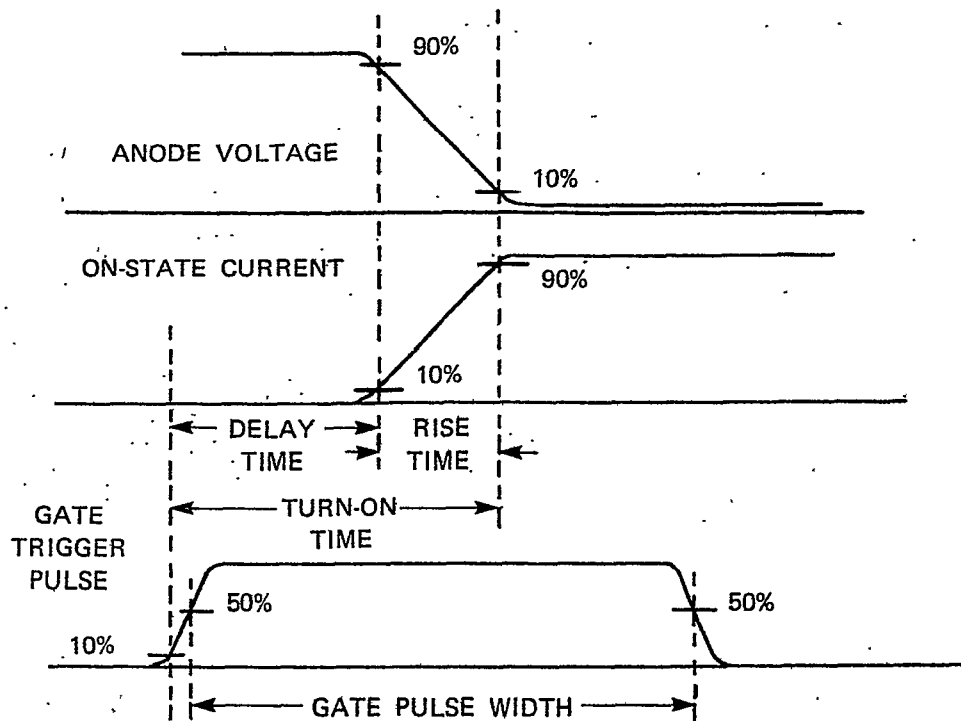 90%
ANODE VOLTAGE
10%
ON-STATE CURRENT
90%
10%
DELAY
TIME
RISE
TIME
TURN-ON
TIME
GATE
TRIGGER
PULSE
50%
50%
10%
GATE PULSE WIDTH